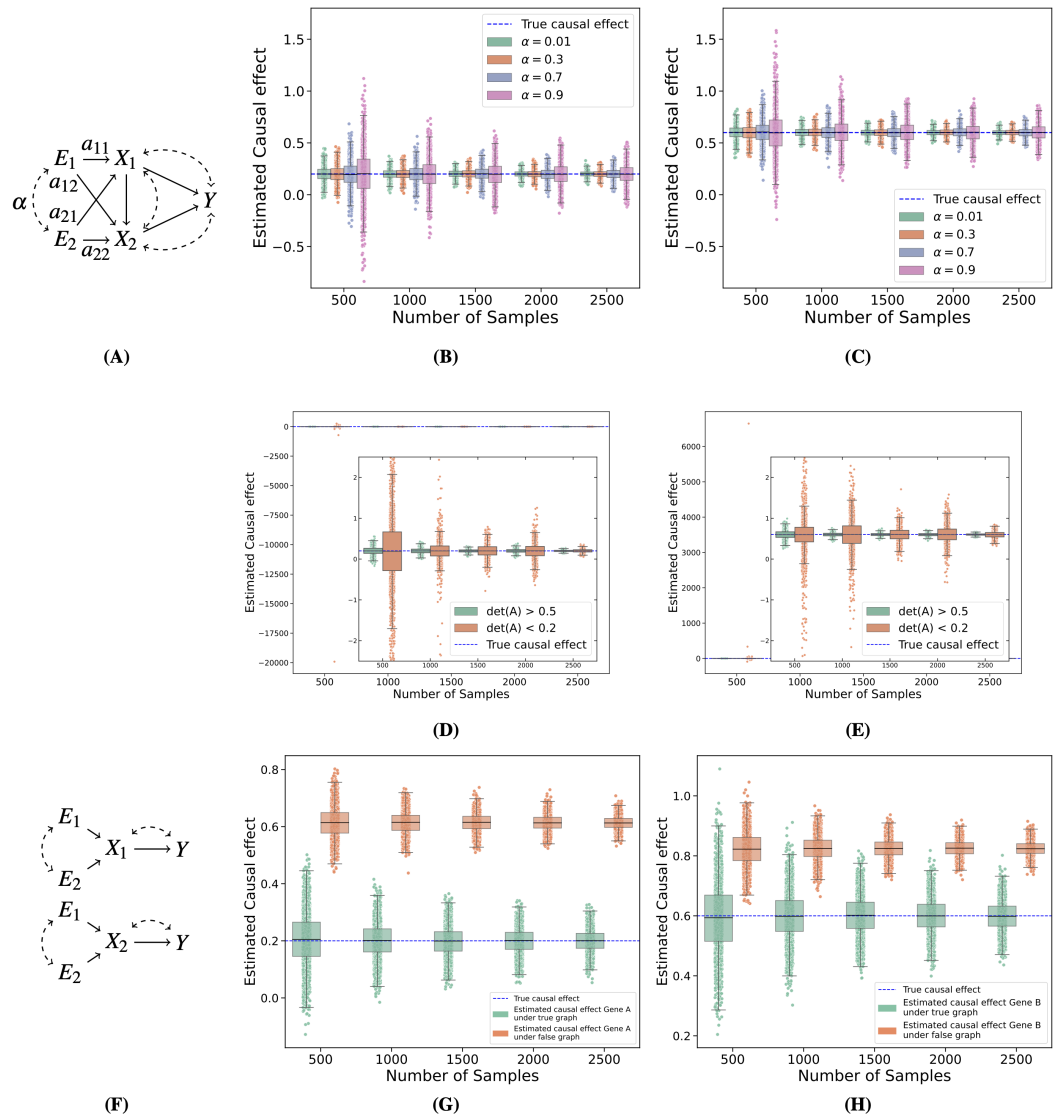 E₁ a₁₁ X₁
a₁₂
α Y
a₂₁
E₂ a₂₂ X₂
(A)
Estimated Causal effect
1.5
1.0
0.5
0.0
−0.5
True causal effect
α = 0.01
α = 0.3
α = 0.7
α = 0.9
500 1000 1500 2000 2500
Number of Samples
(B)
Estimated Causal effect
1.5
1.0
0.5
0.0
−0.5
True causal effect
α = 0.01
α = 0.3
α = 0.7
α = 0.9
500 1000 1500 2000 2500
Number of Samples
(C)
Estimated Causal effect
0
−2500
−5000
−7500
−10000
−12500
−15000
−17500
−20000
2
1
0
−1
−2
det(A) > 0.5
det(A) < 0.2
True causal effect
500 1000 1500 2000 2500
500 1000 1500 2000 2500
Number of Samples
(D)
Estimated Causal effect
6000
5000
4000
3000
2000
1000
0
2
1
0
−1
−2
det(A) > 0.5
det(A) < 0.2
True causal effect
500 1000 1500 2000 2500
500 1000 1500 2000 2500
Number of Samples
(E)
E₁
X₁ Y
E₂
E₁
X₂ Y
E₂
(F)
Estimated Causal effect
0.8
0.6
0.4
0.2
0.0
True causal effect
Estimated causal effect Gene A
under true graph
Estimated causal effect Gene A
under false graph
500 1000 1500 2000 2500
Number of Samples
(G)
Estimated Causal effect
1.0
0.8
0.6
0.4
0.2
True causal effect
Estimated causal effect Gene B
under true graph
Estimated causal effect Gene B
under false graph
500 1000 1500 2000 2500
Number of Samples
(H)